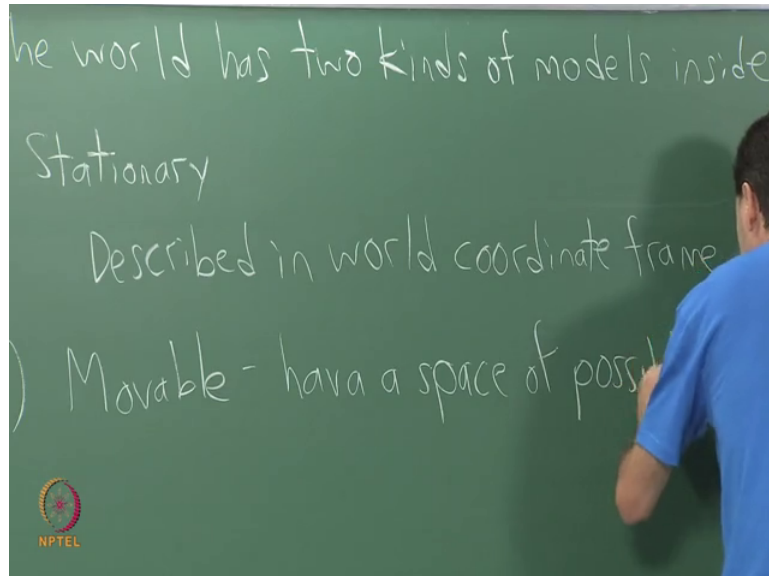 he world has two kinds of models inside
Stationary
Described in world coordinate frame
) Movable - hava a space of poss
NPTEL